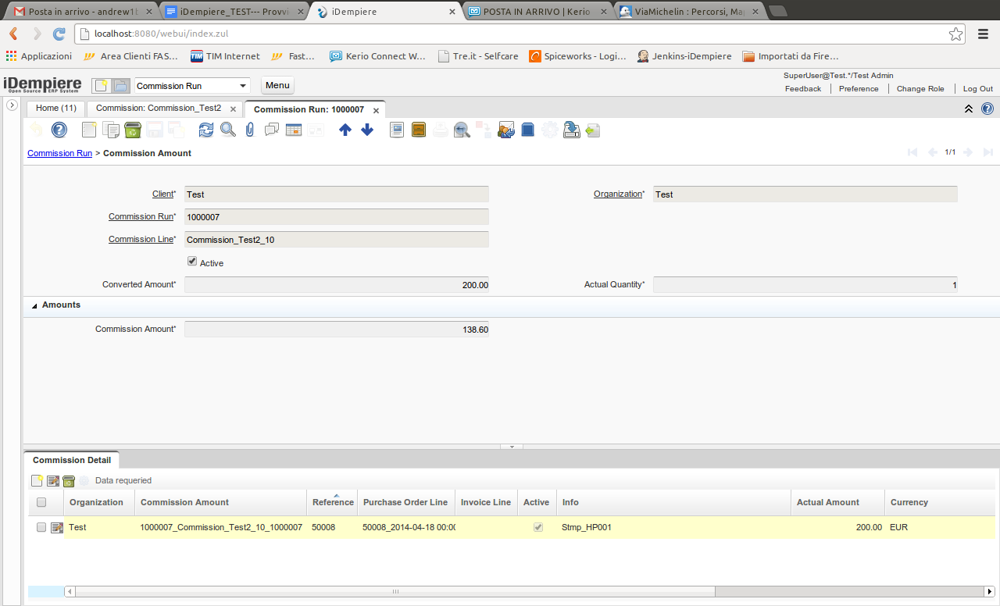 Posta in arrivo - andrew1b
iDempiere_TEST--- Provvi
iDempiere
POSTA IN ARRIVO | Kerio
ViaMichelin : Percorsi, Map
localhost:8080/webui/index.zul
Applicazioni
Area Clienti FAS...
TIM Internet
Fast...
Kerio Connect W...
Tre.it - Selfcare
Spiceworks - Logi...
Jenkins-iDempiere
Importati da Fire...
iDempiere
Open Source ERP System
Commission Run
Menu
SuperUser@Test.*/Test Admin
Feedback | Preference | Change Role | Log Out
Home (11)
Commission: Commission_Test2
Commission Run: 1000007
Commission Run > Commission Amount
1/1
Client* Test
Organization* Test
Commission Run* 1000007
Commission Line* Commission_Test2_10
Active
Converted Amount* 200.00
Actual Quantity* 1
Amounts
Commission Amount* 138.60
Commission Detail
Data requeried
Organization Commission Amount Reference Purchase Order Line Invoice Line Active Info Actual Amount Currency
Test 1000007_Commission_Test2_10_1000007 50008 50008_2014-04-18 00:00 Stmp_HP001 200.00 EUR